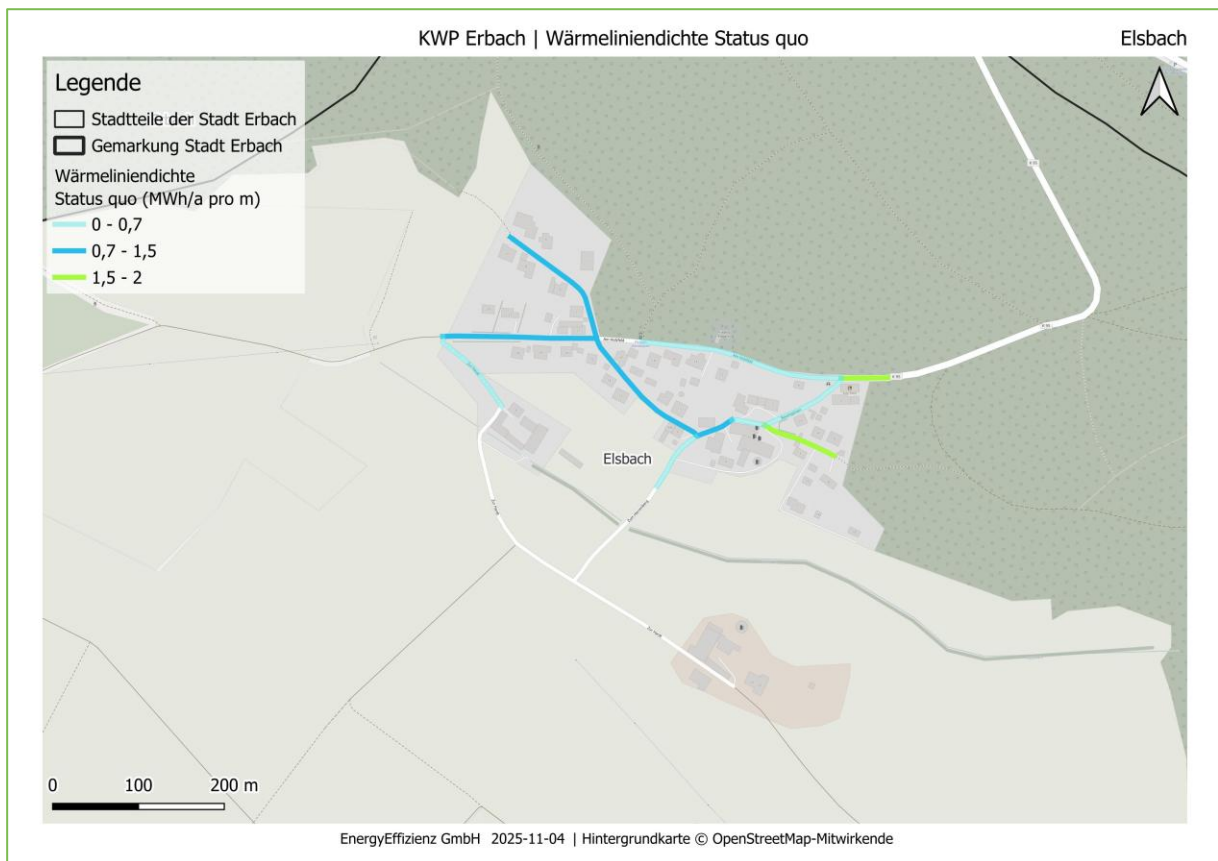 KWP Erbach | Wärmeliniendichte Status quo
Elsbach
Legende
Stadtteile der Stadt Erbach
Gemarkung Stadt Erbach
Wärmeliniendichte
Status quo (MWh/a pro m)
0 - 0,7
0,7 - 1,5
1,5 - 2
Elsbach
0 100 200 m
EnergyEffizienz GmbH 2025-11-04 | Hintergrundkarte © OpenStreetMap-Mitwirkende